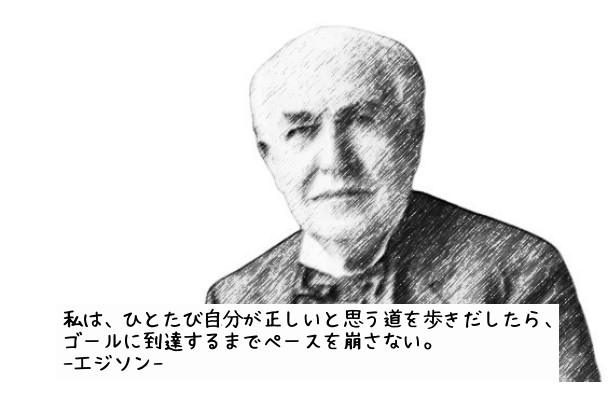 私は、ひとたび自分が正しいと思う道を歩きだしたら、
ゴールに到達するまでペースを崩さない。
-エジソン-